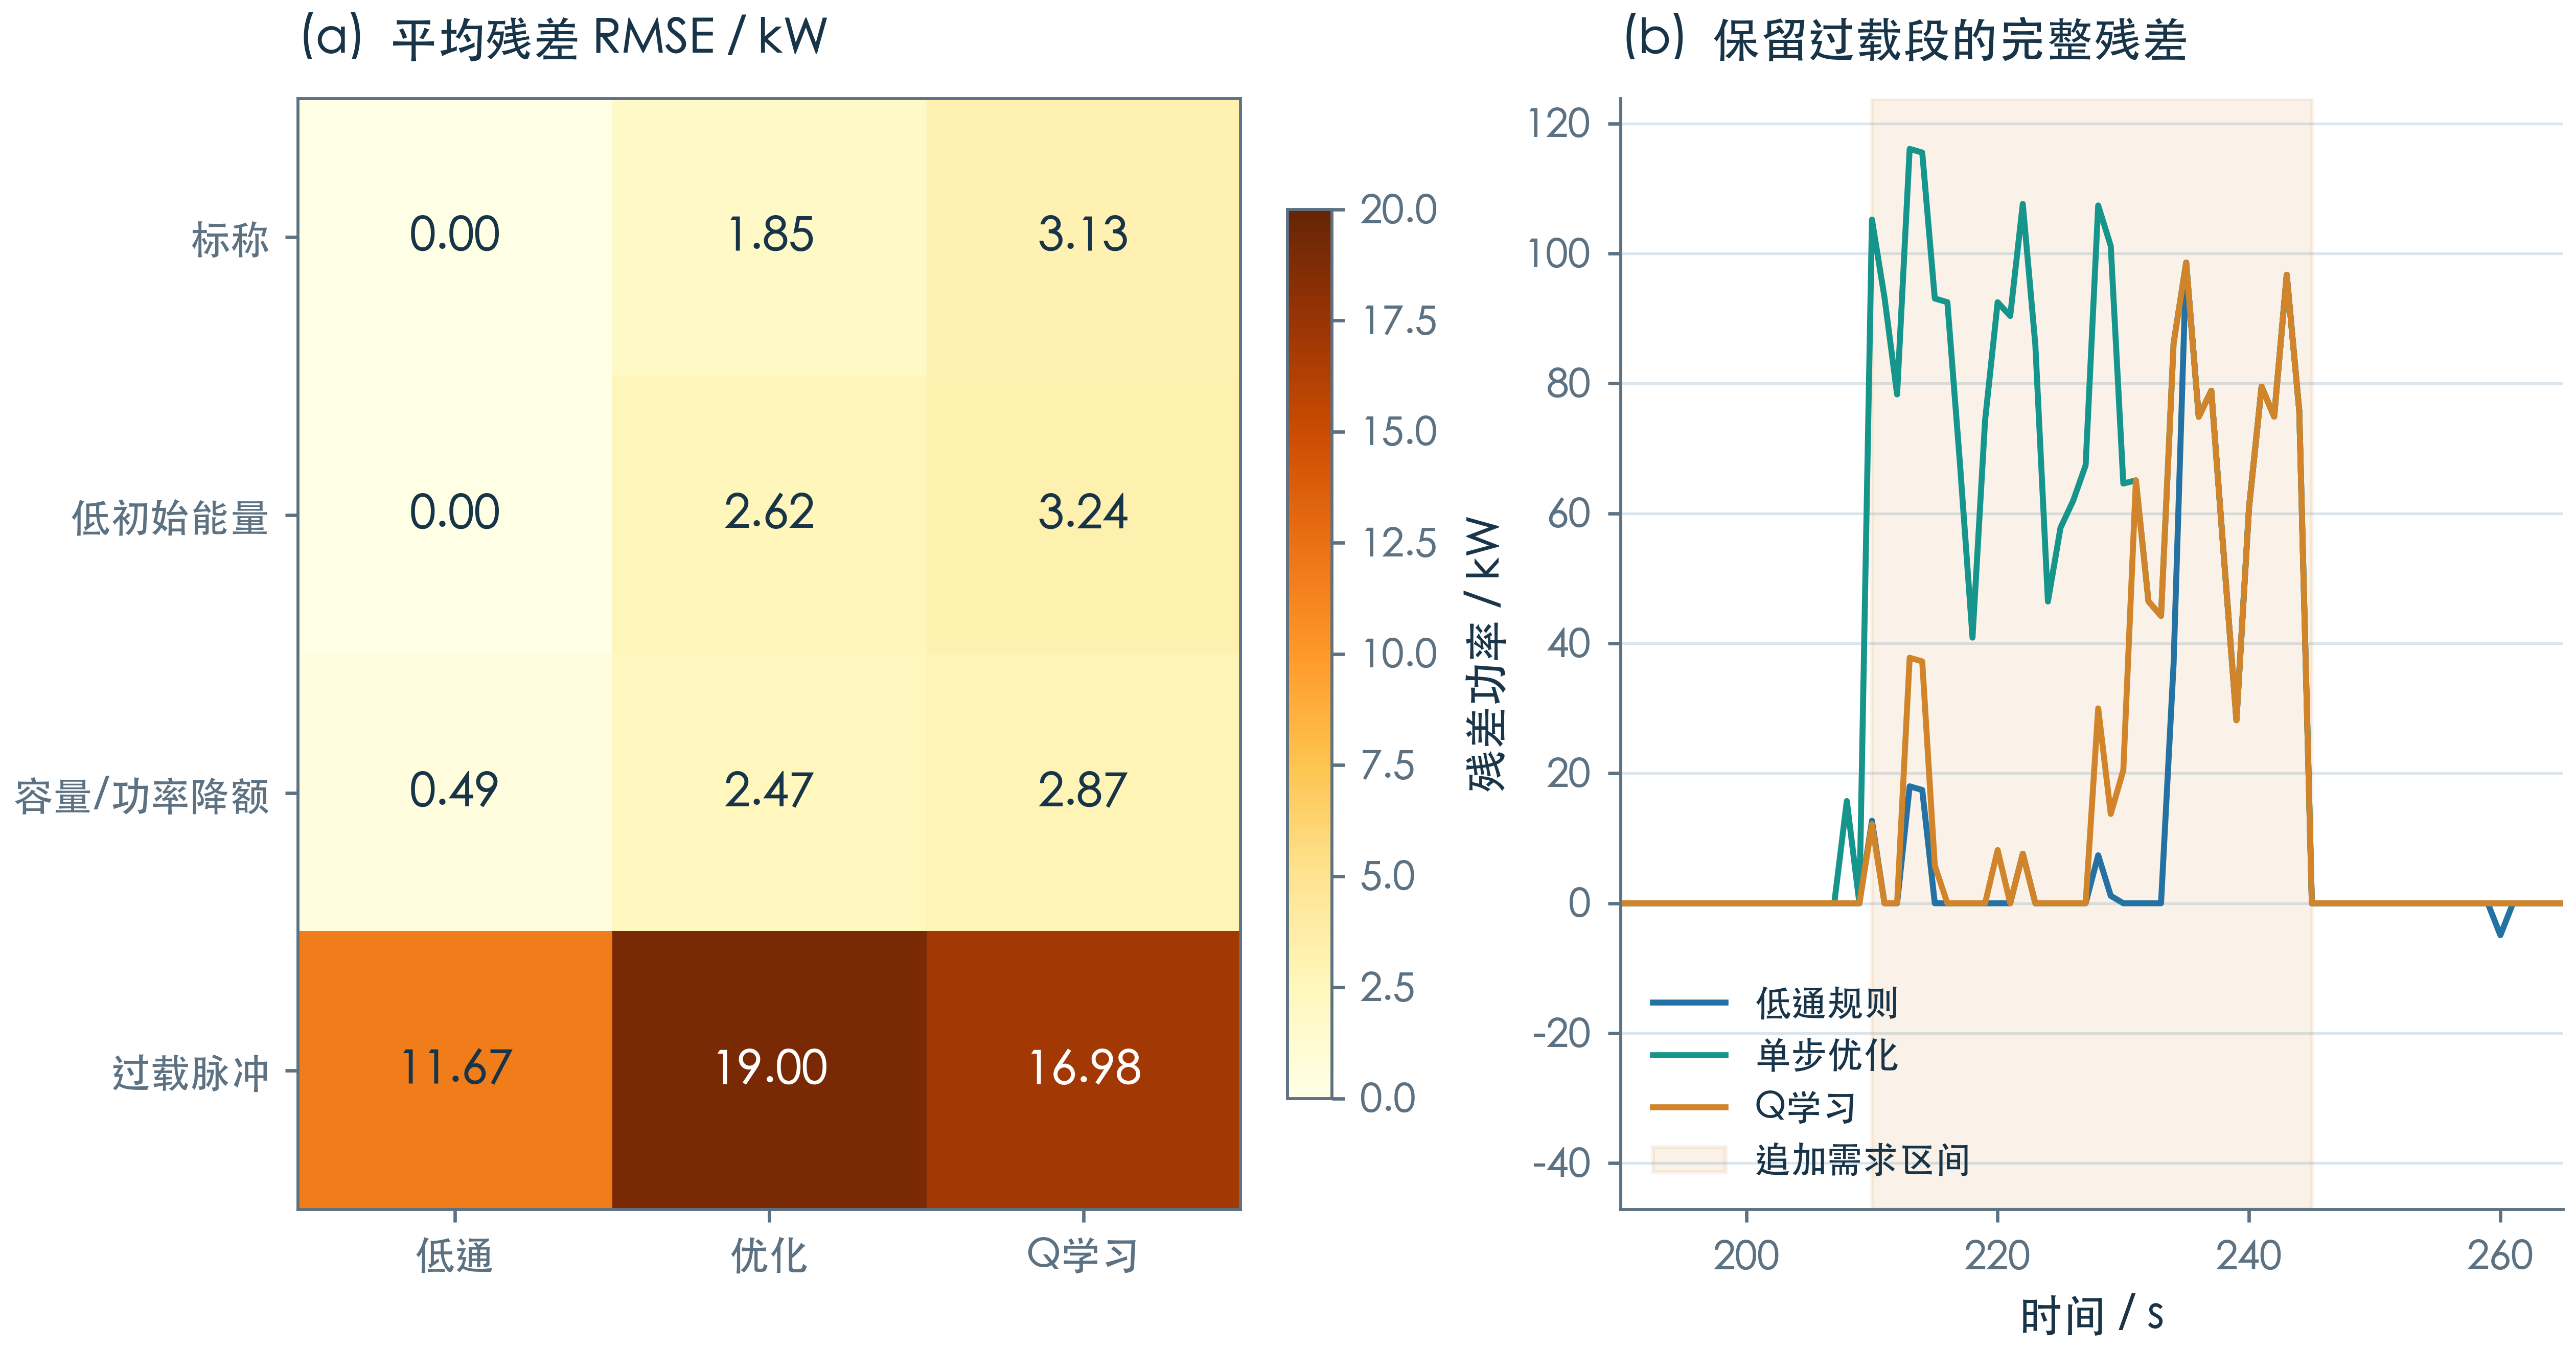 (a) 平均残差 RMSE / kW
标称
0.00 1.85 3.13
低初始能量
0.00 2.62 3.24
容量/功率降额
0.49 2.47 2.87
过载脉冲
11.67 19.00 16.98
低通 优化 Q学习
20.0
17.5
15.0
12.5
10.0
7.5
5.0
2.5
0.0
(b) 保留过载段的完整残差
残差功率 / kW
120
100
80
60
40
20
0
-20
-40
低通规则
单步优化
Q学习
追加需求区间
200 220 240 260
时间 / s